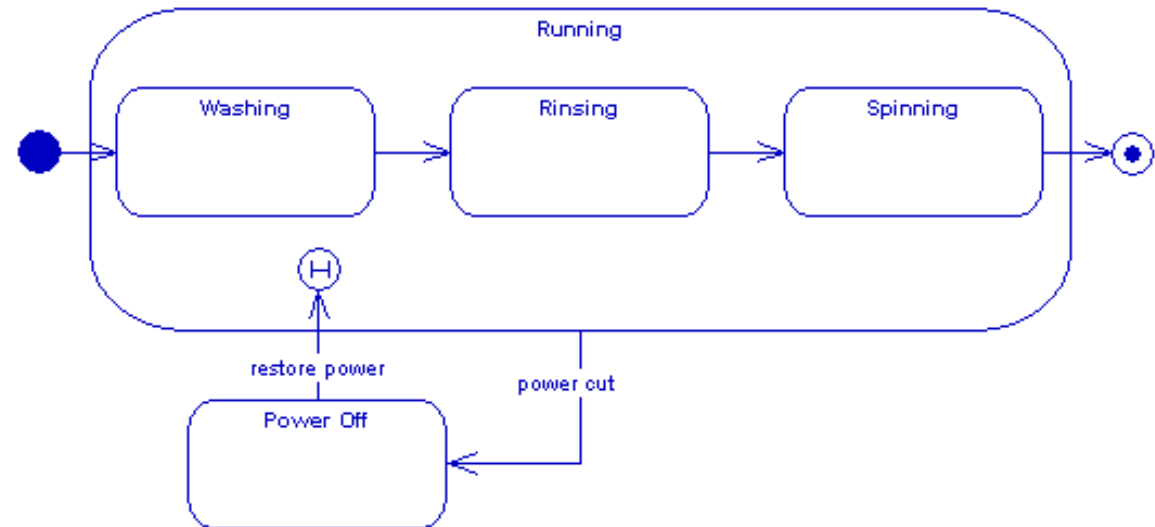 Running
Washing
Rinsing
Spinning
H
restore power
power cut
Power Off